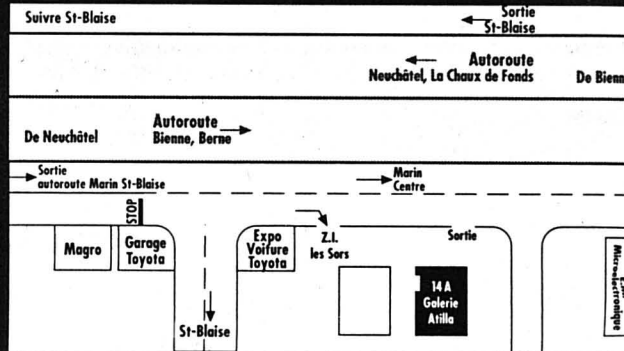 Suivre St-Blaise
Sortie
St-Blaise
Autoroute
Neuchâtel, La Chaux de Fonds
De Bienn
De Neuchâtel
Autoroute
Bienne, Berne
Sortie
autoroute Marin St-Blaise
Marin
Centre
STOP
Magro
Garage
Toyota
Expo
Voiture
Toyota
Z.I.
les Sors
Sortie
14 A
Galerie
Atilla
Microelectronique
St-Blaise